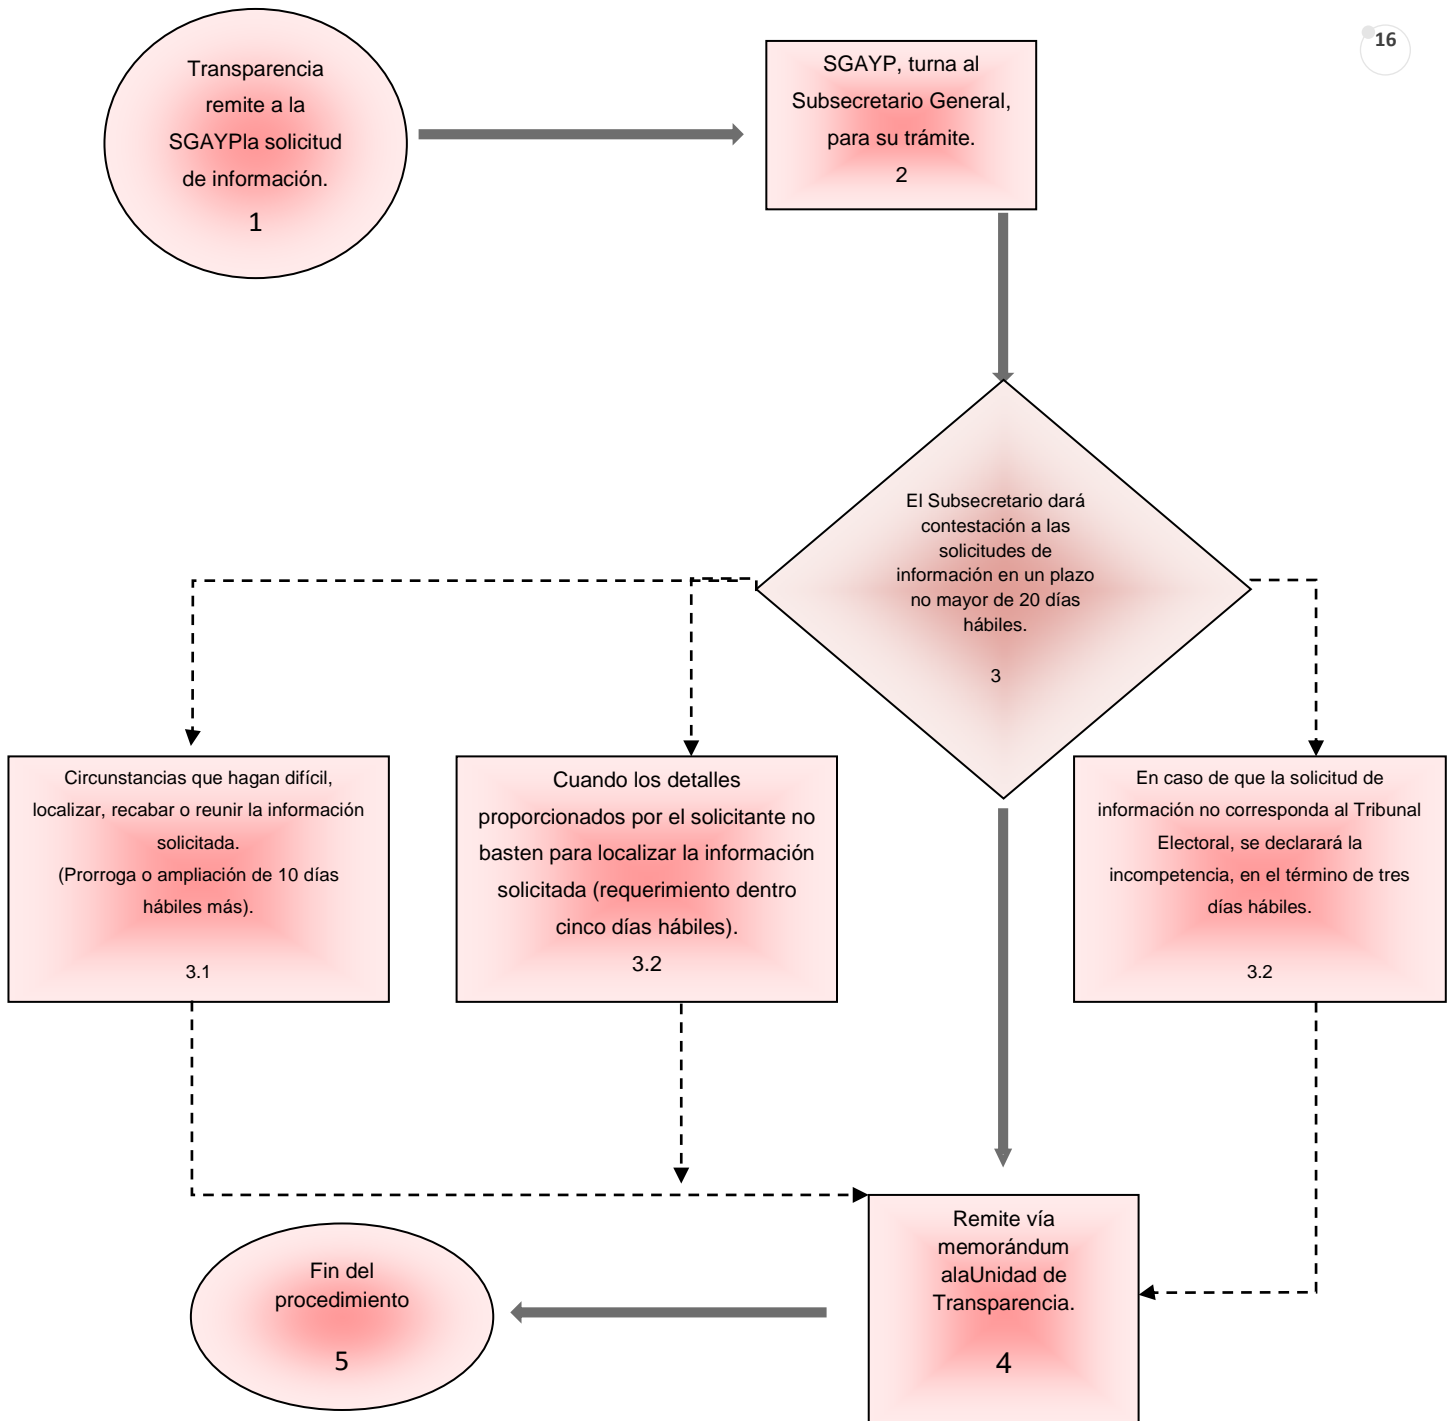 16
Transparencia
remite a la
SGAYPla solicitud
de información.
1
SGAYP, turna al
Subsecretario General,
para su trámite.
2
El Subsecretario dará
contestación a las
solicitudes de
información en un plazo
no mayor de 20 días
hábiles.
3
Circunstancias que hagan difícil,
localizar, recabar o reunir la información
solicitada.
(Prorroga o ampliación de 10 días
hábiles más).
3.1
Cuando los detalles
proporcionados por el solicitante no
basten para localizar la información
solicitada (requerimiento dentro
cinco días hábiles).
3.2
En caso de que la solicitud de
información no corresponda al Tribunal
Electoral, se declarará la
incompetencia, en el término de tres
días hábiles.
3.2
Remite vía
memorándum
alaUnidad de
Transparencia.
4
Fin del
procedimiento
5